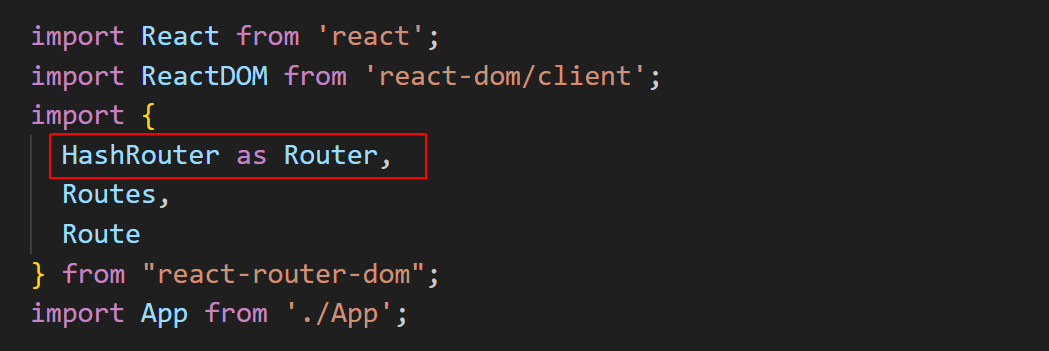 import React from 'react';
import ReactDOM from 'react-dom/client';
import {
  HashRouter as Router,
  Routes,
  Route
} from "react-router-dom";
import App from './App';